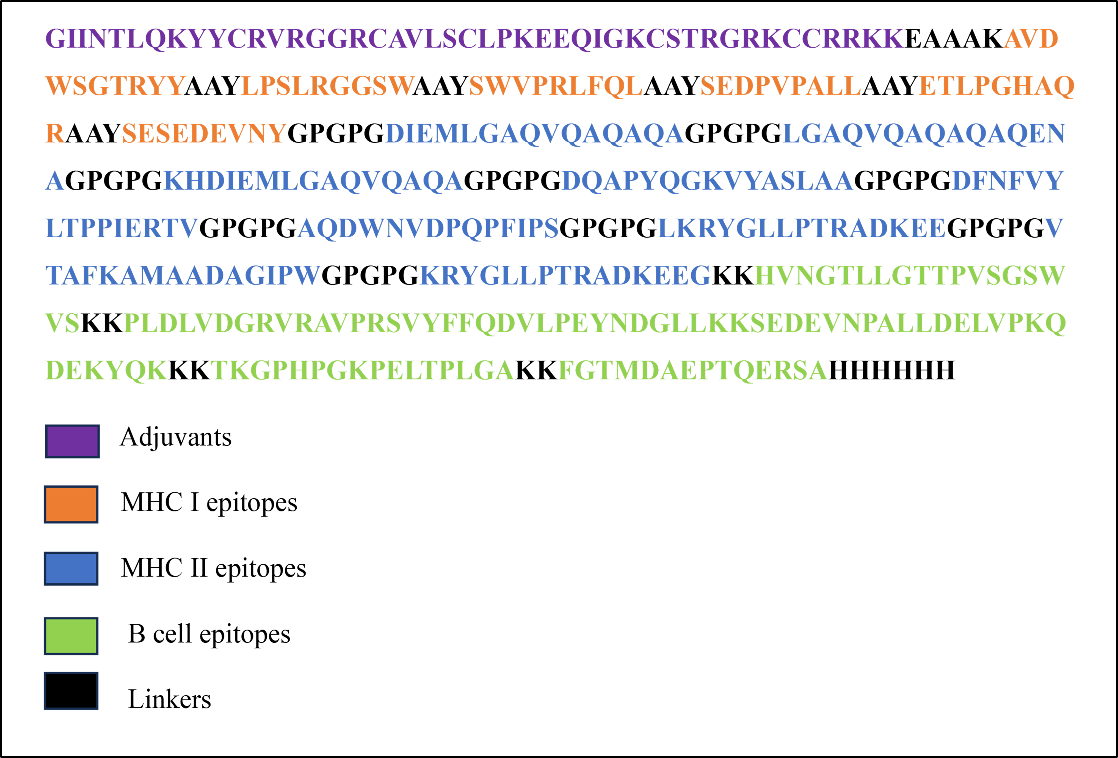 GIINTLQKYYCRVRGGRCAVLSCLPKEEQIGKCSTRGRKCCRRKKEAAAKAVD
WSGTRYYAAYLPSLRGGSWAAYSWVPRLFQLAAYSEDPVPALLAAYETLPGHAQ
RAAYSESEDEVNYGPGPGDIEMLGAQVQAQAQAGPGPGLGAQVQAQAQAQEN
AGPGPGKHDIEMLGAQVQAQAGPGPGDQAPYQGKVYASLAAGPGPGDFNFVY
LTPPIERTVGPGPGAQDWNVDPQPFIPSGPGPGLKRYGLLPTRADKEEGPGPGV
TAFKAMAADAGIPWGPGPGKRYGLLPTRADKEEGKKHVNGTLLGTTPVSGSW
VSKKPLDLVDGRVRAVPRSVYFFQDVLPEYNDGLLKKSEDEVNPALLDELVPKQ
DEKYQKKKTKGPHPGKPELTPLGAKKFGTMDAEPTQERSAHHHHHH
Adjuvants
MHC I epitopes
MHC II epitopes
B cell epitopes
Linkers